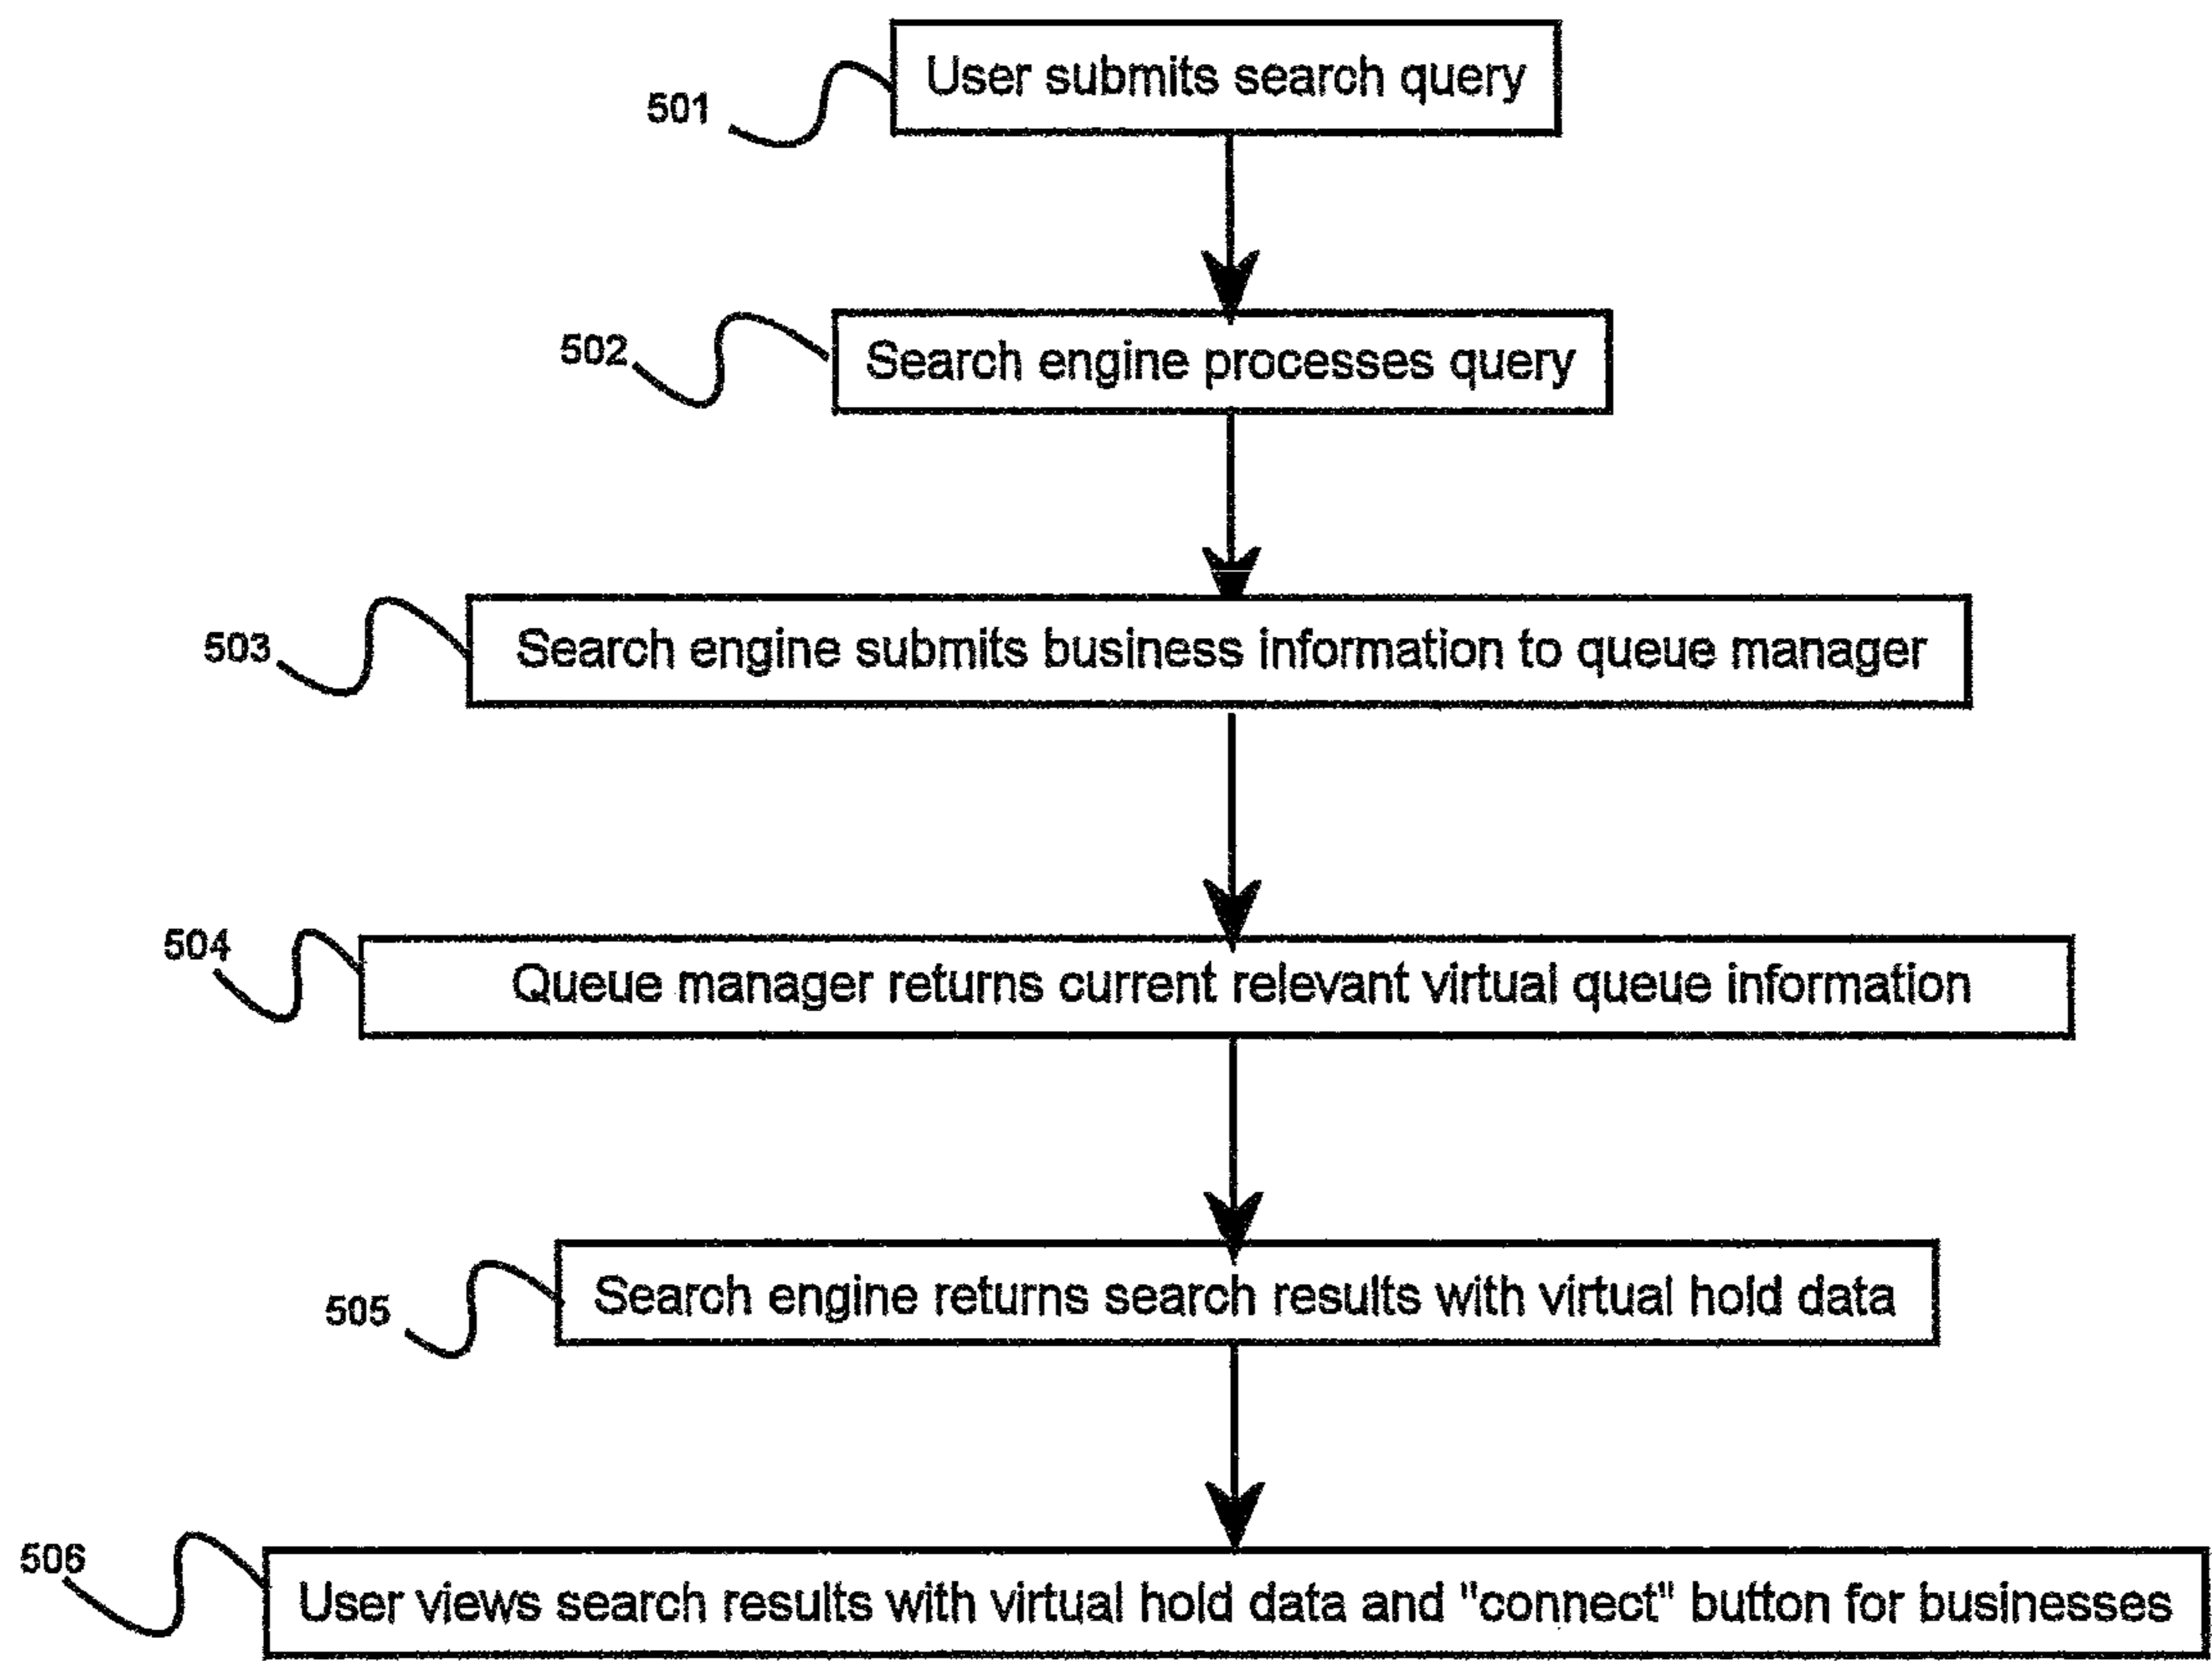 501
User submits search query
502
Search engine processes query
503
Search engine submits business information to queue manager
504
Queue manager returns current relevant virtual queue information
505
Search engine returns search results with virtual hold data
506
User views search results with virtual hold data and "connect" button for businesses